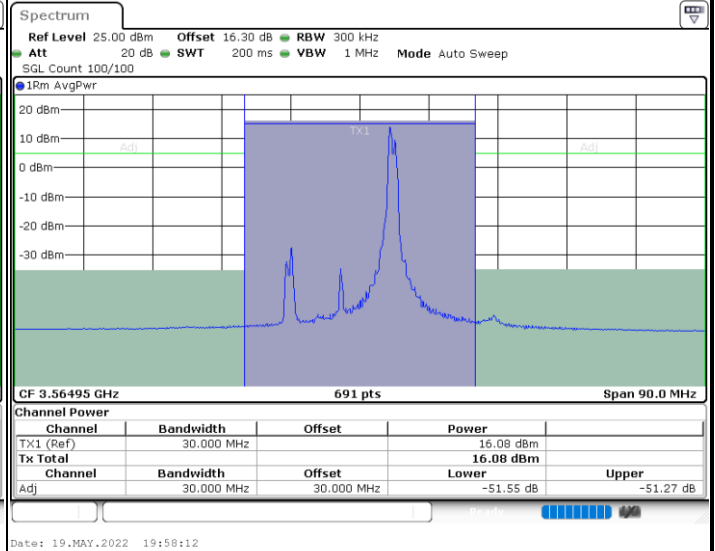 Spectrum
Ref Level 25.00 dBm Offset 16.30 dB RBW 300 kHz
Att 20 dB SWT 200 ms VBW 1 MHz Mode Auto Sweep
SGL Count 100/100
1Rm AvgPwr
20 dBm
TX1
10 dBm
Adj Adj
0 dBm
-10 dBm
-20 dBm
-30 dBm
CF 3.56495 GHz 691 pts Span 90.0 MHz
Channel Power
Channel Bandwidth Offset Power
TX1 (Ref) 30.000 MHz 16.08 dBm
Tx Total 16.08 dBm
Channel Bandwidth Offset Lower Upper
Adj 30.000 MHz 30.000 MHz -51.55 dB -51.27 dB
Ready
Date: 19.MAY.2022 19:58:12